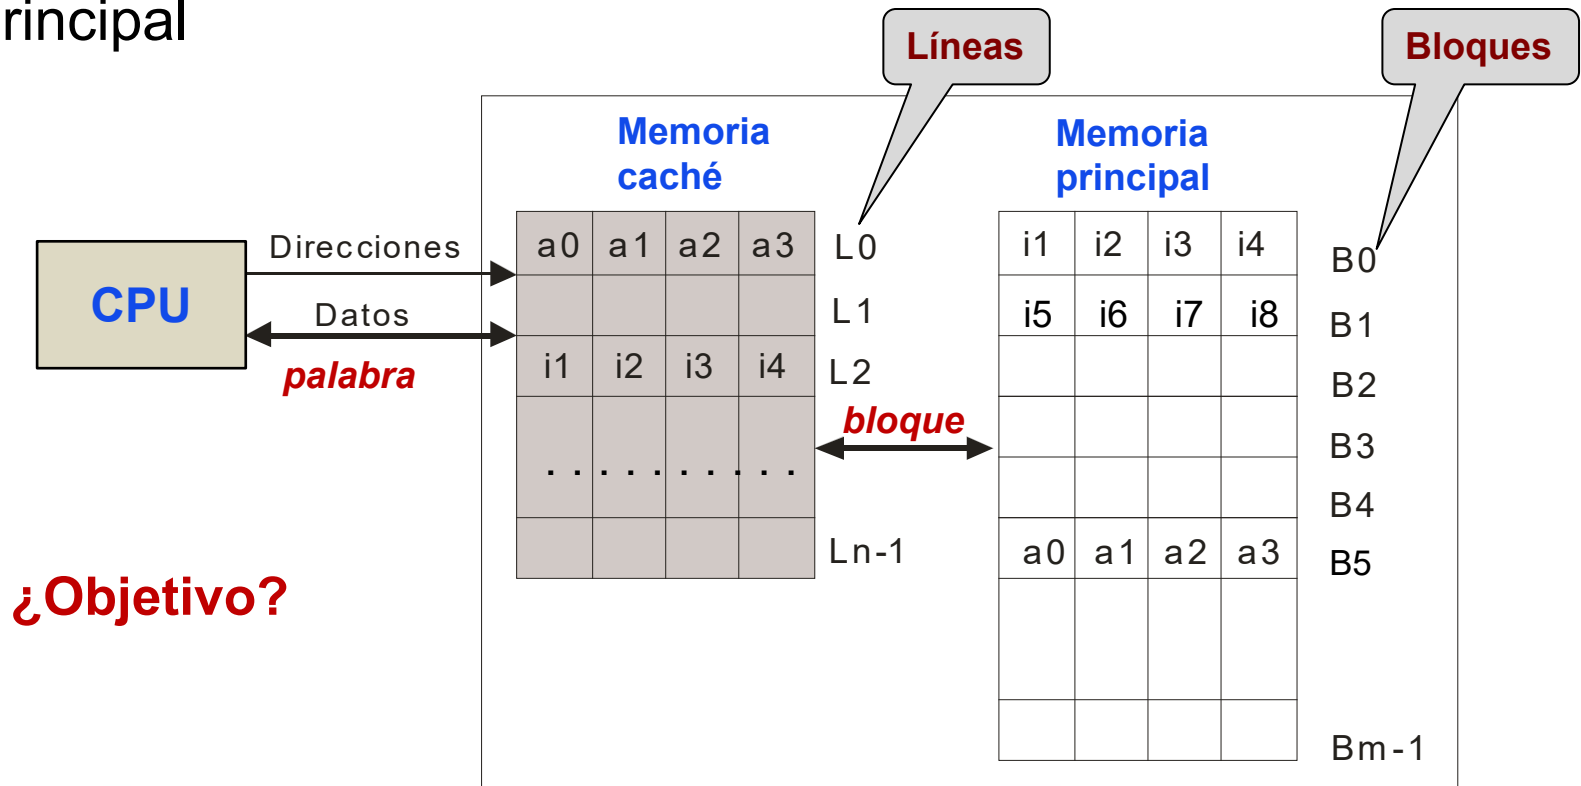 rincipal
Líneas
Bloques
Memoria
caché
Memoria
principal
CPU
Direcciones
Datos
palabra
a0 a1 a2 a3 L0
L1
i1 i2 i3 i4 L2
. . . . . . . . . .
Ln-1
bloque
i1 i2 i3 i4 B0
i5 i6 i7 i8 B1
B2
B3
B4
a0 a1 a2 a3 B5
Bm-1
¿Objetivo?